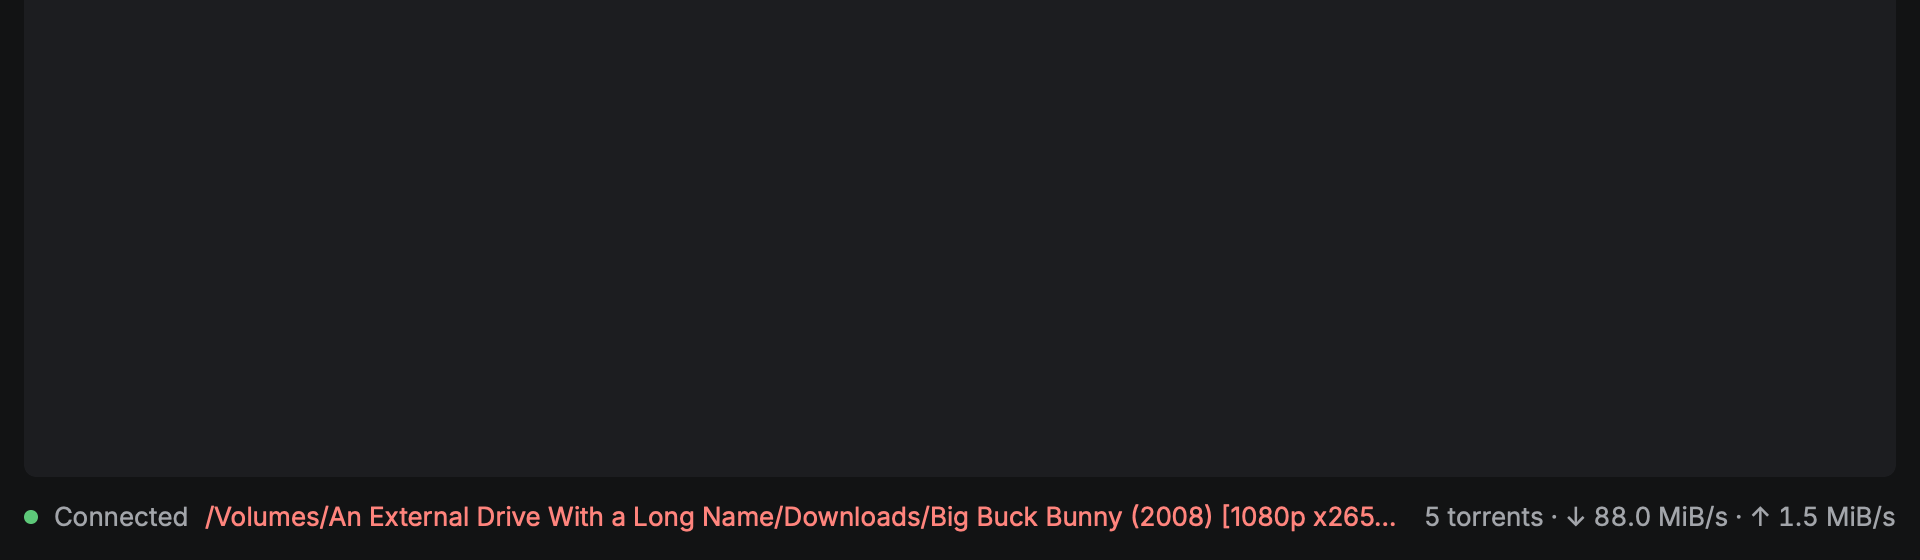 Connected /Volumes/An External Drive With a Long Name/Downloads/Big Buck Bunny (2008) [1080p x265... 5 torrents · ↓ 88.0 MiB/s · ↑ 1.5 MiB/s